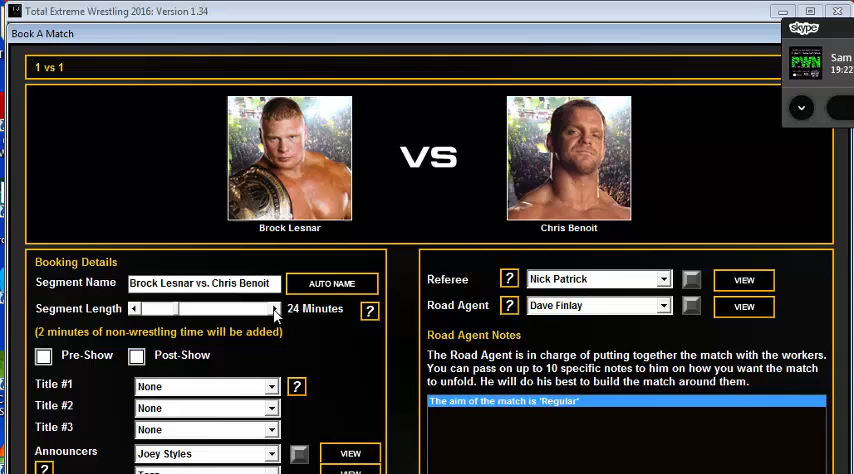 Total Extreme Wrestling 2016: Version 1.34
Book A Match
skype
PWN
Sam
19:22
1 vs 1
VS
Brock Lesnar
Chris Benoit
Booking Details
Segment Name Brock Lesnar vs. Chris Benoit AUTO NAME
Segment Length 24 Minutes ?
(2 minutes of non-wrestling time will be added)
Pre-Show Post-Show
Title #1 None ?
Title #2 None
Title #3 None
Announcers Joey Styles VIEW
?
VIEW
Referee ? Nick Patrick VIEW
Road Agent ? Dave Finlay VIEW
Road Agent Notes
The Road Agent is in charge of putting together the match with the workers.
You can pass on up to 10 specific notes to him on how you want the match
to unfold. He will do his best to build the match around them.
The aim of the match is 'Regular'